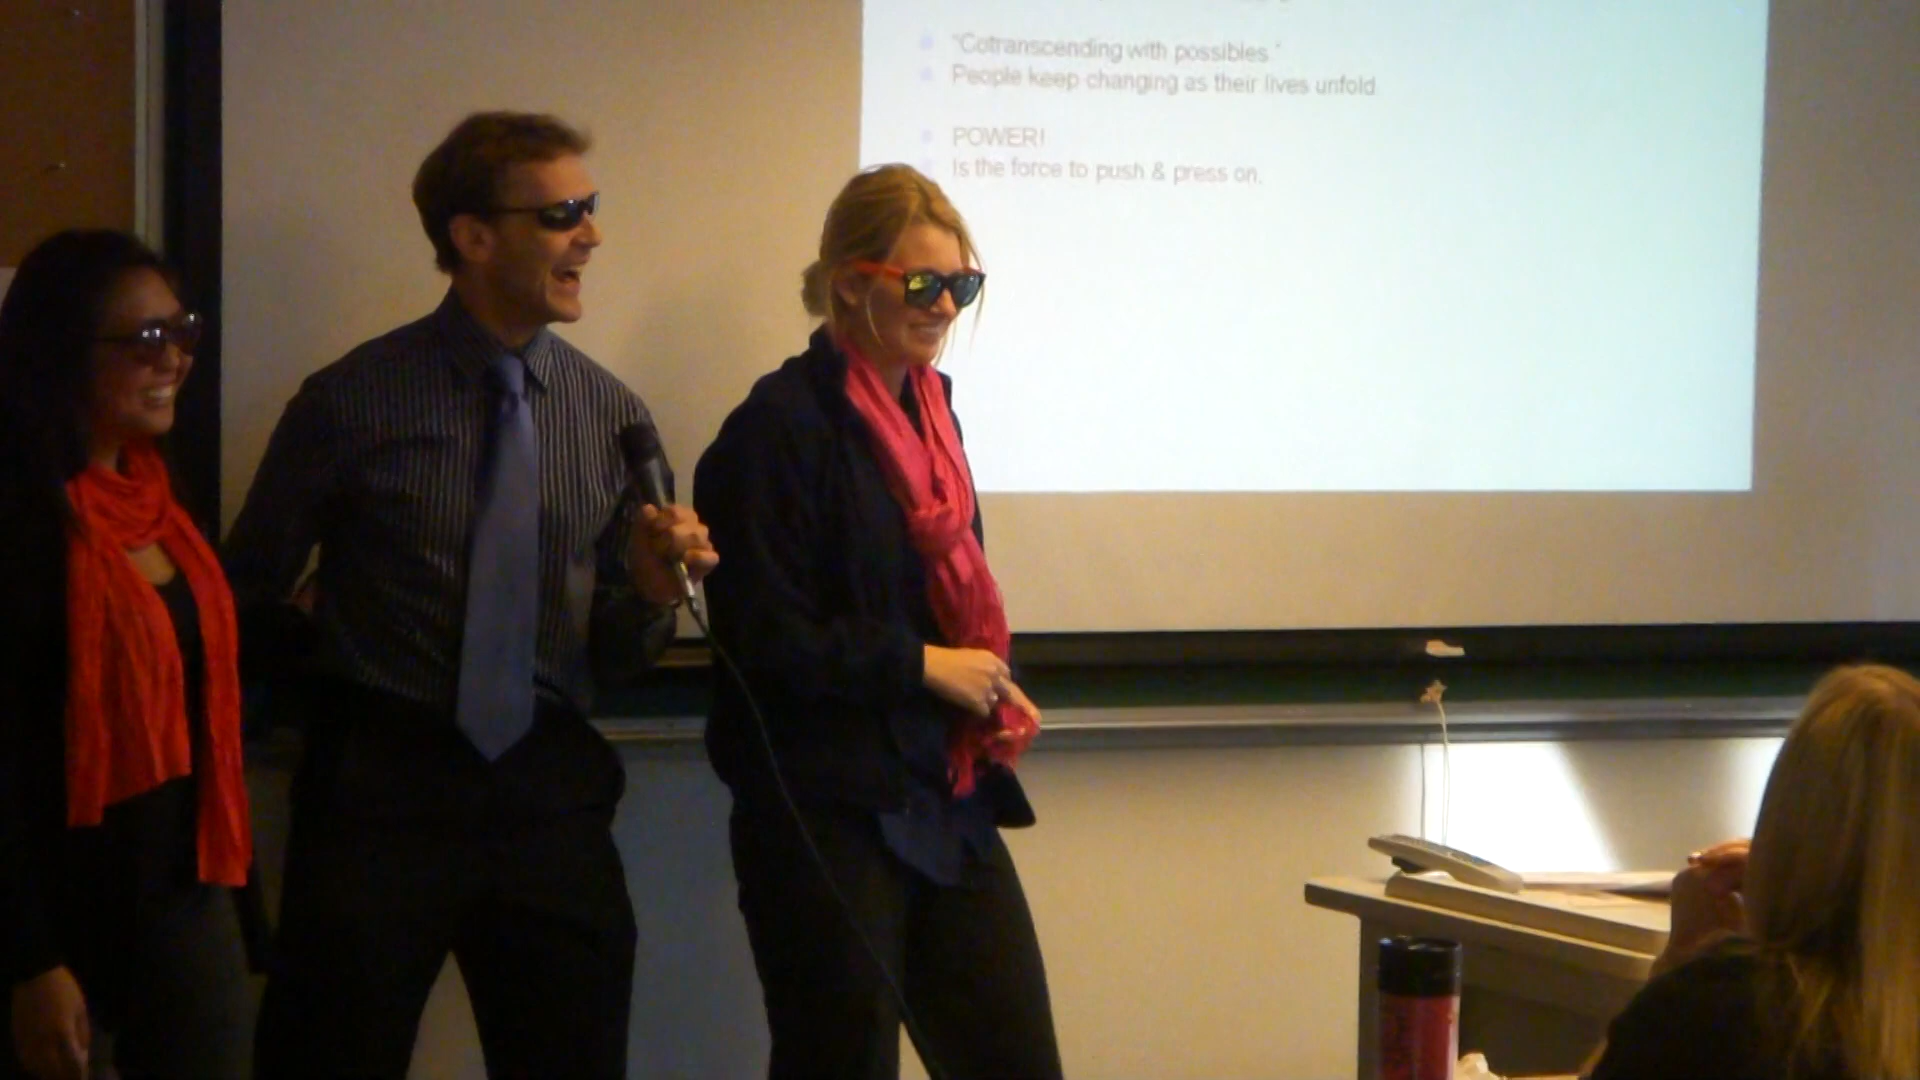 "Cotranscending with possibles."
People keep changing as their lives unfold
POWER!
Is the force to push & press on.